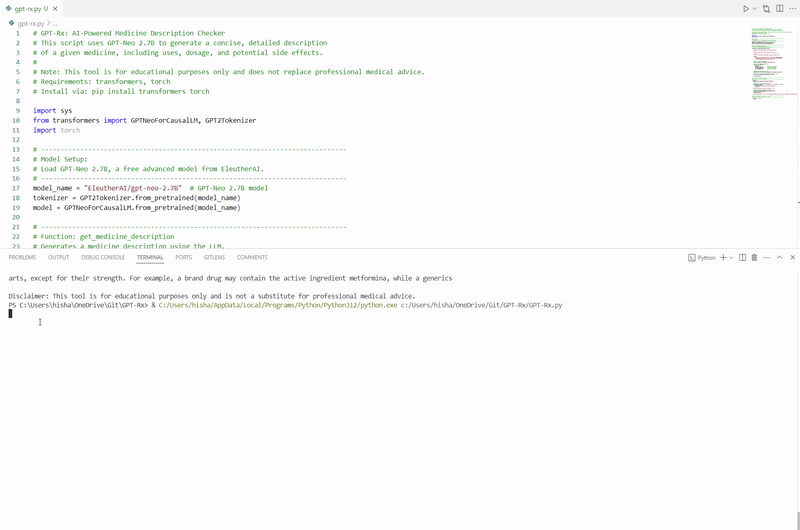 gpt-rx.py U
gpt-rx.py > ...
1 # GPT-Rx: AI-Powered Medicine Description Checker
2 # This script uses GPT-Neo 2.7B to generate a concise, detailed description
3 # of a given medicine, including uses, dosage, and potential side effects.
4 #
5 # Note: This tool is for educational purposes only and does not replace professional medical advice.
6 # Requirements: transformers, torch
7 # Install via: pip install transformers torch
8
9 import sys
10 from transformers import GPTNeoForCausalLM, GPT2Tokenizer
11 import torch
12
13 # -----------------------------------------------------------------------------
14 # Model Setup:
15 # Load GPT-Neo 2.7B, a free advanced model from EleutherAI.
16 # -----------------------------------------------------------------------------
17 model_name = "EleutherAI/gpt-neo-2.7B" # GPT-Neo 2.7B model
18 tokenizer = GPT2Tokenizer.from_pretrained(model_name)
19 model = GPTNeoForCausalLM.from_pretrained(model_name)
20
21 # -----------------------------------------------------------------------------
22 # Function: get_medicine_description
23 # Generates a medicine description using the LLM.
PROBLEMS OUTPUT DEBUG CONSOLE TERMINAL PORTS GITLENS COMMENTS Python
arts, except for their strength. For example, a brand drug may contain the active ingredient metformina, while a generics
Disclaimer: This tool is for educational purposes only and is not a substitute for professional medical advice.
PS C:\Users\hisha\OneDrive\Git\GPT-Rx> & C:/Users/hisha/AppData/Local/Programs/Python/Python312/python.exe c:/Users/hisha/OneDrive/Git/GPT-Rx/GPT-Rx.py